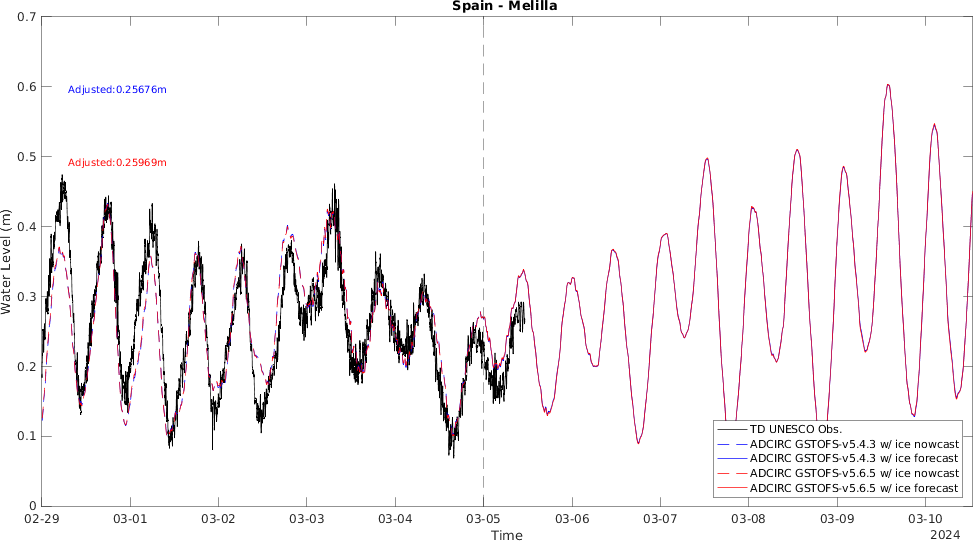 Spain - Melilla
0.7
0.6
0.5
0.4
0.3
0.2
0.1
0
Water Level (m)
Adjusted:0.25676m
Adjusted:0.25969m
TD UNESCO Obs.
ADCIRC GSTOFS-v5.4.3 w/ ice nowcast
ADCIRC GSTOFS-v5.4.3 w/ ice forecast
ADCIRC GSTOFS-v5.6.5 w/ ice nowcast
ADCIRC GSTOFS-v5.6.5 w/ ice forecast
02-29 03-01 03-02 03-03 03-04 03-05 03-06 03-07 03-08 03-09 03-10
Time
2024